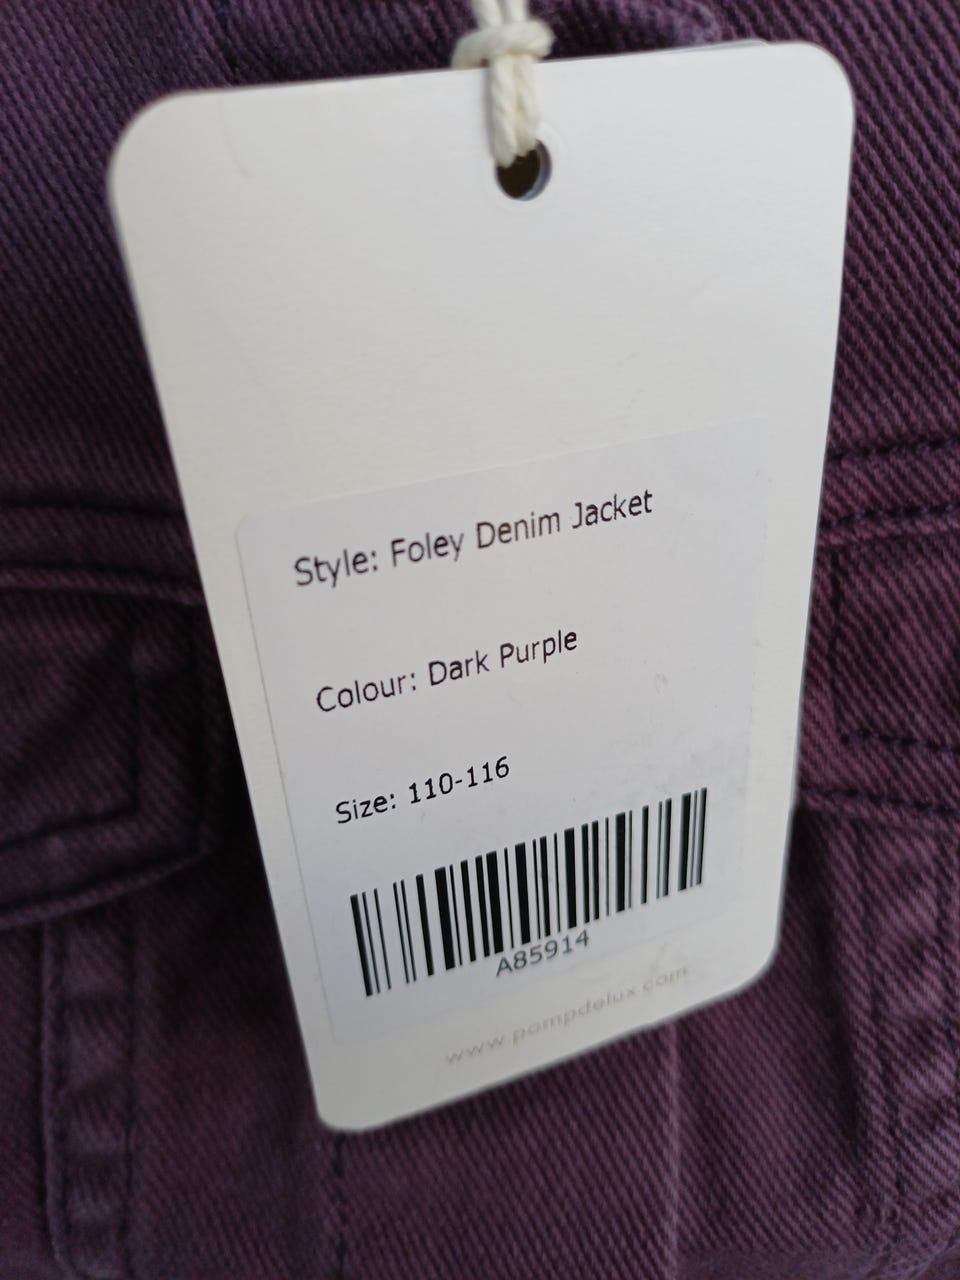 Style: Foley Denim Jacket
Colour: Dark Purple
Size: 110-116
A85914
www.pompdelux.com